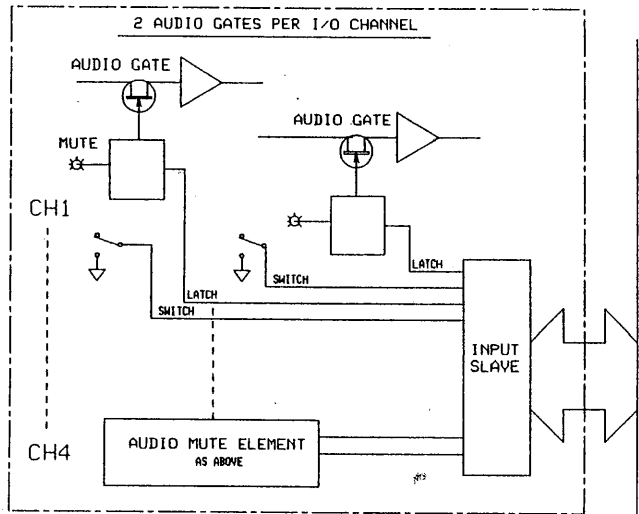 2 AUDIO GATES PER I/O CHANNEL
AUDIO GATE
AUDIO GATE
MUTE
CH1
LATCH
SWITCH
LATCH
SWITCH
INPUT
SLAVE
AUDIO MUTE ELEMENT
AS ABOVE
CH4